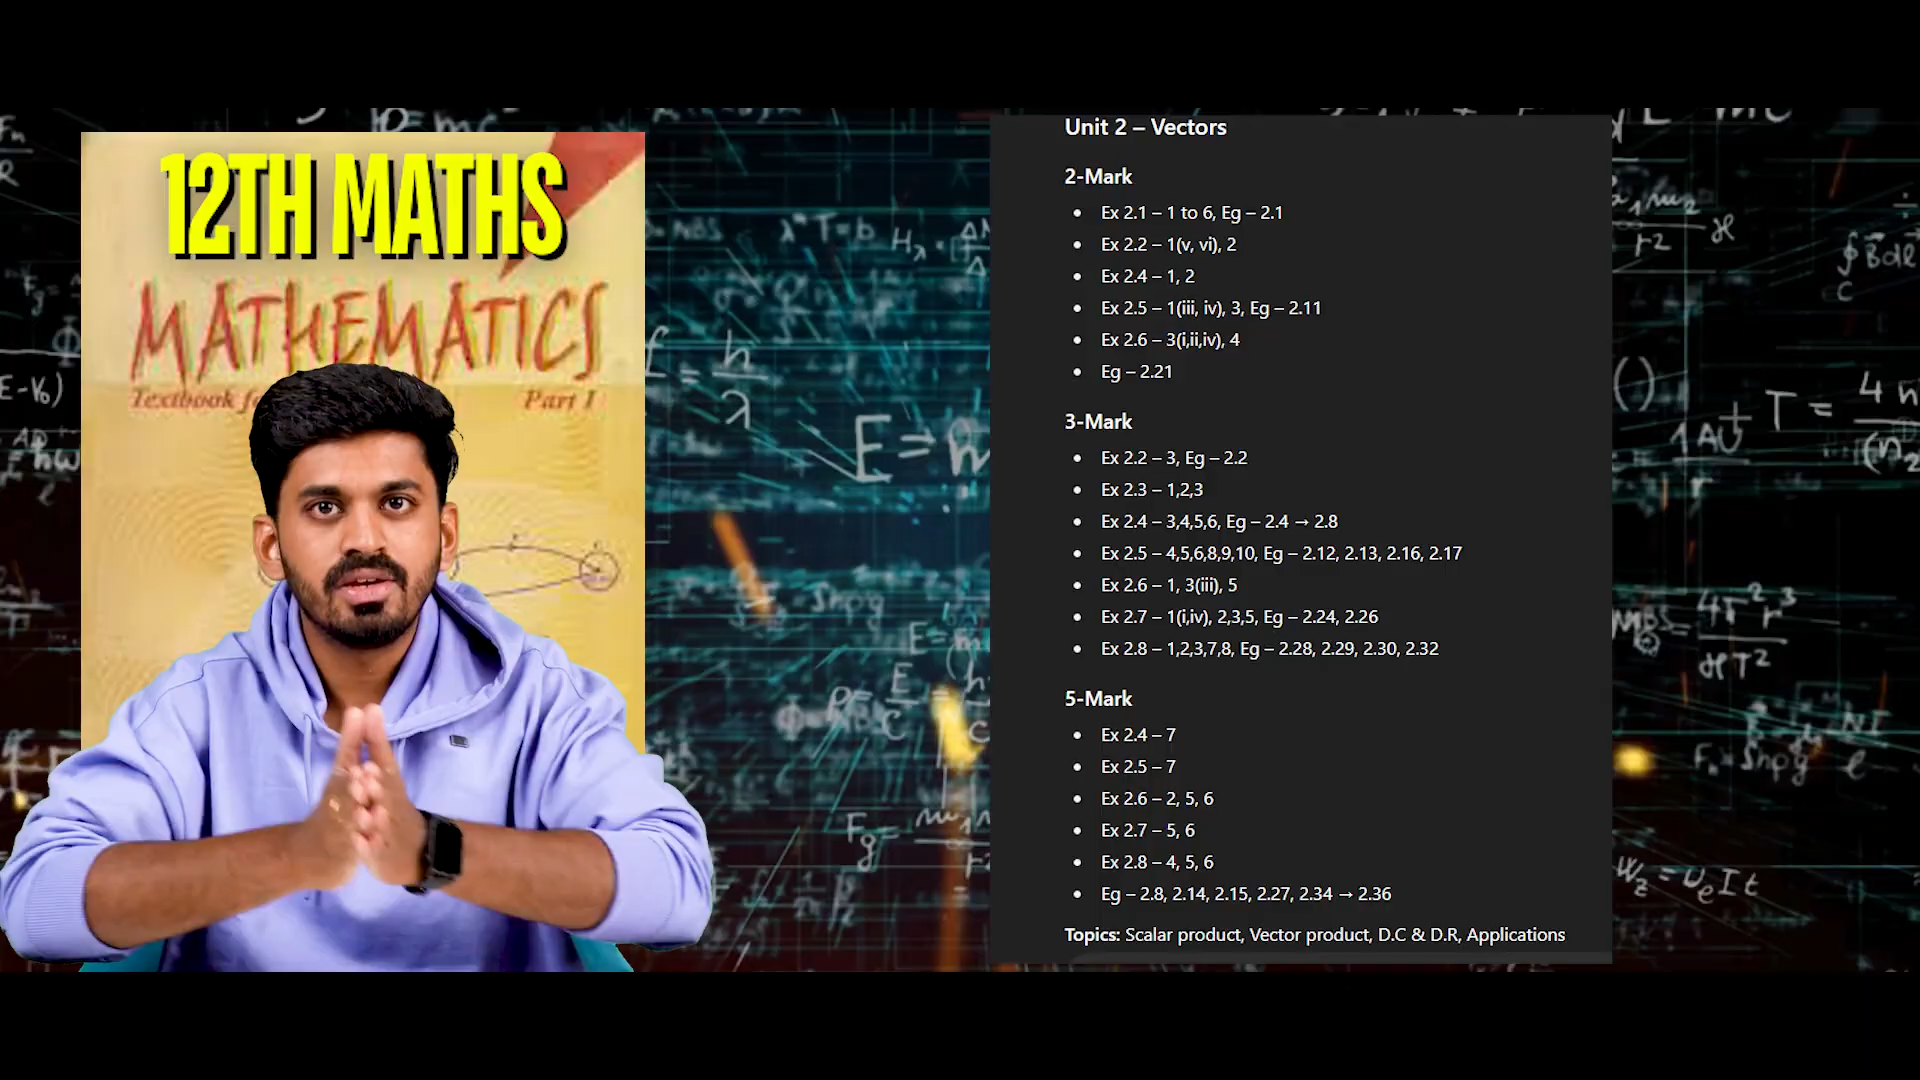 12TH MATHS
MATHEMATICS
Textbook
Part I
Unit 2 – Vectors
2-Mark
• Ex 2.1 – 1 to 6, Eg – 2.1
• Ex 2.2 – 1(v, vi), 2
• Ex 2.4 – 1, 2
• Ex 2.5 – 1(iii, iv), 3, Eg – 2.11
• Ex 2.6 – 3(i,ii,iv), 4
• Eg – 2.21
3-Mark
• Ex 2.2 – 3, Eg – 2.2
• Ex 2.3 – 1,2,3
• Ex 2.4 – 3,4,5,6, Eg – 2.4 → 2.8
• Ex 2.5 – 4,5,6,8,9,10, Eg – 2.12, 2.13, 2.16, 2.17
• Ex 2.6 – 1, 3(iii), 5
• Ex 2.7 – 1(i,iv), 2,3,5, Eg – 2.24, 2.26
• Ex 2.8 – 1,2,3,7,8, Eg – 2.28, 2.29, 2.30, 2.32
5-Mark
• Ex 2.4 – 7
• Ex 2.5 – 7
• Ex 2.6 – 2, 5, 6
• Ex 2.7 – 5, 6
• Ex 2.8 – 4, 5, 6
• Eg – 2.8, 2.14, 2.15, 2.27, 2.34 → 2.36
Topics: Scalar product, Vector product, D.C & D.R, Applications